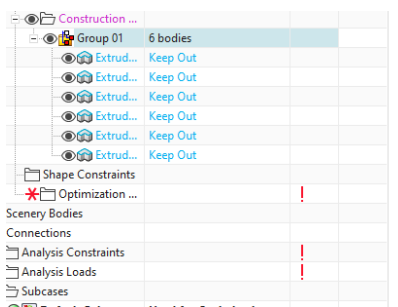 Construction ...
Group 01 6 bodies
Extrud... Keep Out
Extrud... Keep Out
Extrud... Keep Out
Extrud... Keep Out
Extrud... Keep Out
Extrud... Keep Out
Shape Constraints
Optimization ... !
Scenery Bodies
Connections
Analysis Constraints !
Analysis Loads !
Subcases